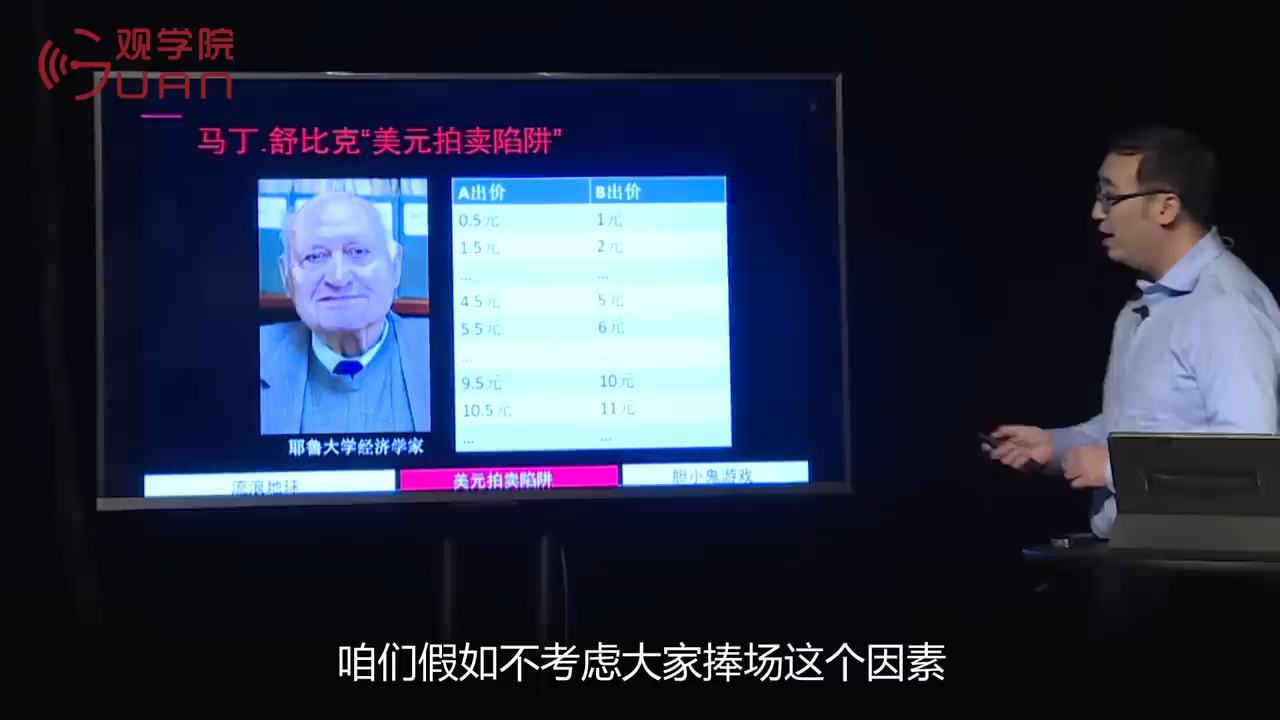 观学院
GUAN
马丁.舒比克“美元拍卖陷阱”
A出价 B出价
0.5元 1元
1.5元 2元
... ...
4.5元 5元
5.5元 6元
... ...
9.5元 10元
10.5元 11元
... ...
耶鲁大学经济学家
流浪地球 美元拍卖陷阱 胆小鬼游戏
咱们假如不考虑大家捧场这个因素